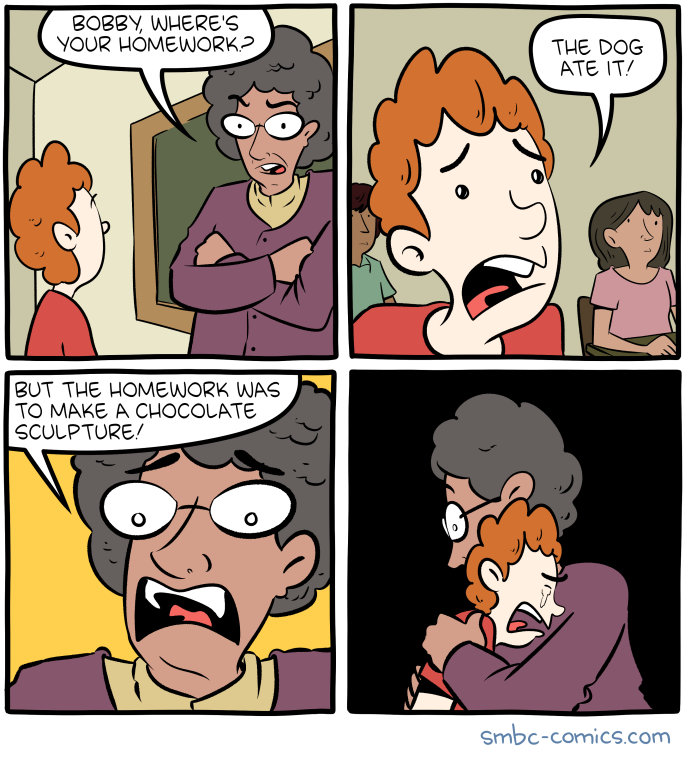 BOBBY, WHERE'S
YOUR HOMEWORK?
THE DOG
ATE IT!
BUT THE HOMEWORK WAS
TO MAKE A CHOCOLATE
SCULPTURE!
smbc-comics.com